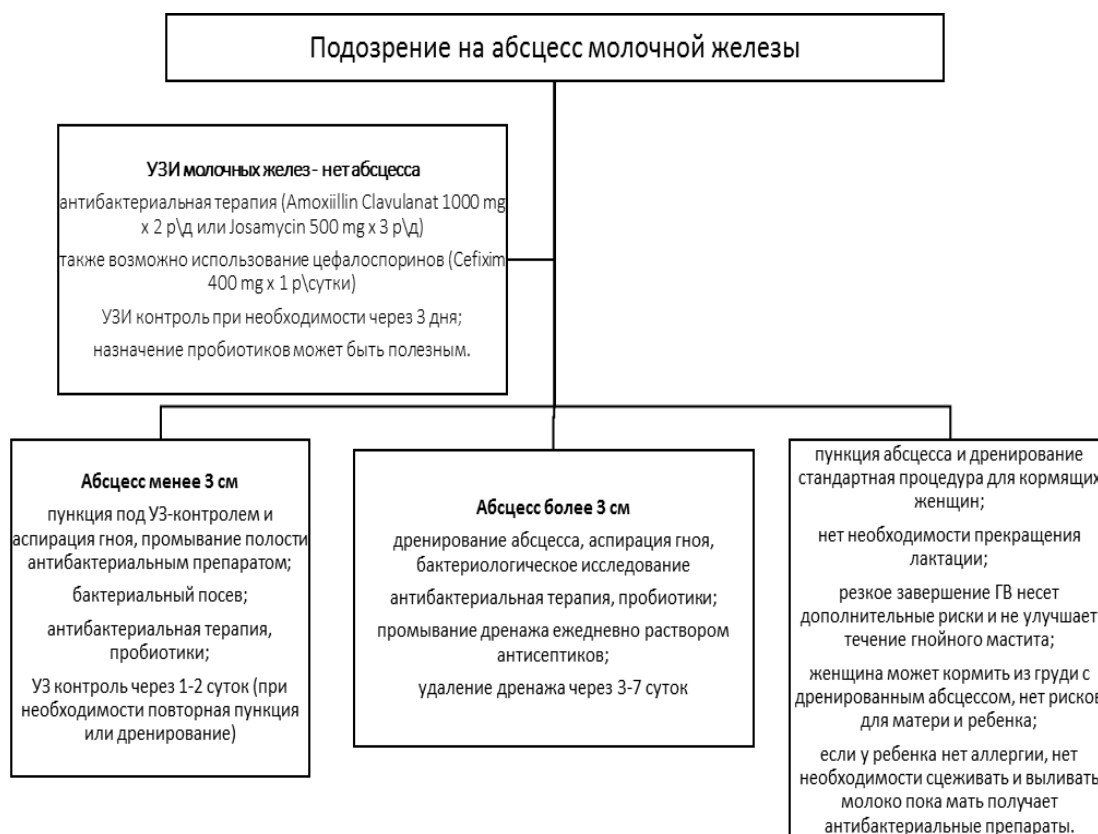 Подозрение на абсцесс молочной железы
УЗИ молочных желез - нет абсцесса
антибактериальная терапия (Amoxiillin Clavulanat 1000 mg
x 2 р\д или Josamycin 500 mg x 3 р\д)
также возможно использование цефалоспоринов (Cefixim
400 mg x 1 р\сутки)
УЗИ контроль при необходимости через 3 дня;
назначение пробиотиков может быть полезным.
Абсцесс менее 3 см
пункция под УЗ-контролем и
аспирация гноя, промывание полости
антибактериальным препаратом;
бактериальный посев;
антибактериальная терапия,
пробиотики;
УЗ контроль через 1-2 суток (при
необходимости повторная пункция
или дренирование)
Абсцесс более 3 см
дренирование абсцесса, аспирация гноя,
бактериологическое исследование
антибактериальная терапия, пробиотики;
промывание дренажа ежедневно раствором
антисептиков;
удаление дренажа через 3-7 суток
пункция абсцесса и дренирование
стандартная процедура для кормящих
женщин;
нет необходимости прекращения
лактации;
резкое завершение ГВ несет
дополнительные риски и не улучшает
течение гнойного мастита;
женщина может кормить из груди с
дренированным абсцессом, нет рисков
для матери и ребенка;
если у ребенка нет аллергии, нет
необходимости сцеживать и выливать
молоко пока мать получает
антибактериальные препараты.